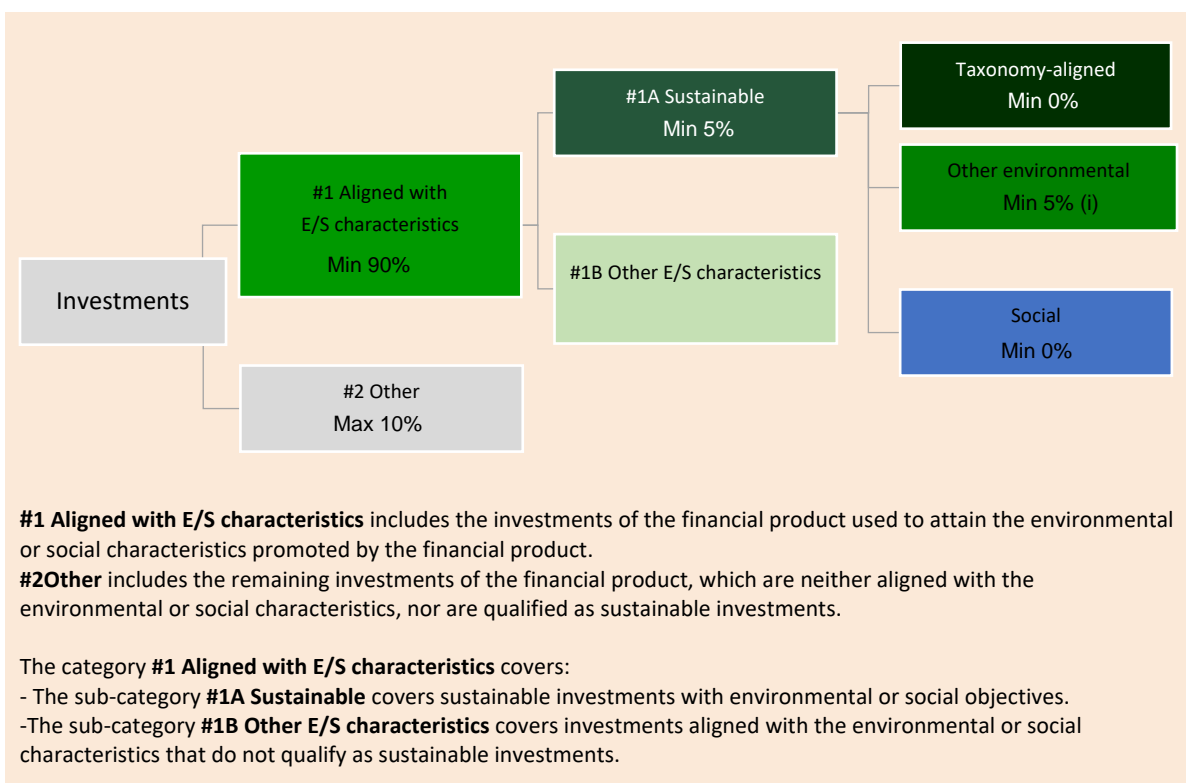 Investments
#1 Aligned with
E/S characteristics
Min 90%
#2 Other
Max 10%
#1A Sustainable
Min 5%
#1B Other E/S characteristics
Taxonomy-aligned
Min 0%
Other environmental
Min 5% (i)
Social
Min 0%
#1 Aligned with E/S characteristics includes the investments of the financial product used to attain the environmental
or social characteristics promoted by the financial product.
#2Other includes the remaining investments of the financial product, which are neither aligned with the
environmental or social characteristics, nor are qualified as sustainable investments.
The category #1 Aligned with E/S characteristics covers:
- The sub-category #1A Sustainable covers sustainable investments with environmental or social objectives.
-The sub-category #1B Other E/S characteristics covers investments aligned with the environmental or social
characteristics that do not qualify as sustainable investments.